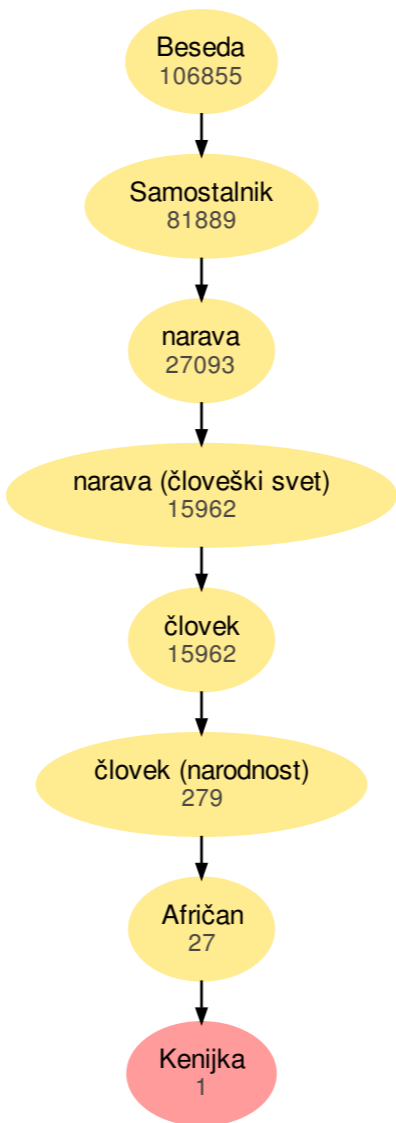 Beseda
106855
Samostalnik
81889
narava
27093
narava (človeški svet)
15962
človek
15962
človek (narodnost)
279
Afričan
27
Kenijka
1